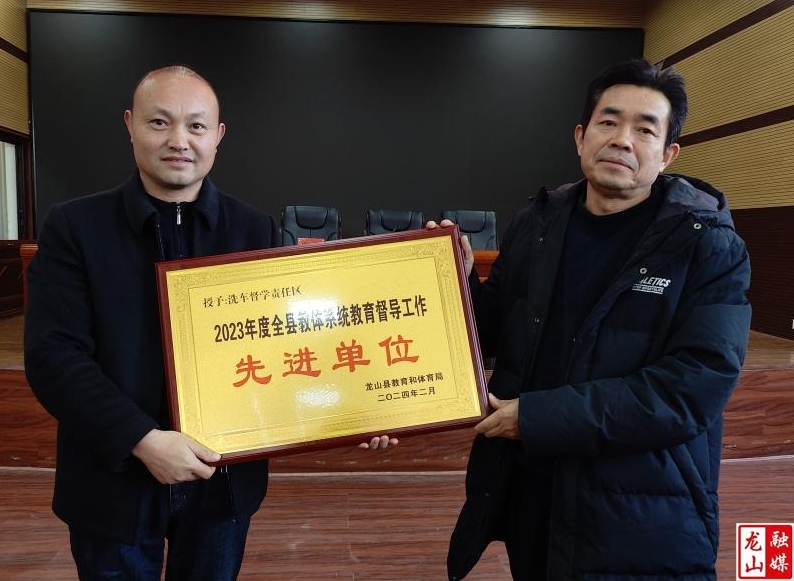 授予:洗车督学责任区
2023年度全县教体系统教育督导工作
先进单位
龙山县教育和体育局
二〇二四年二月
LETICS
龙山
融媒